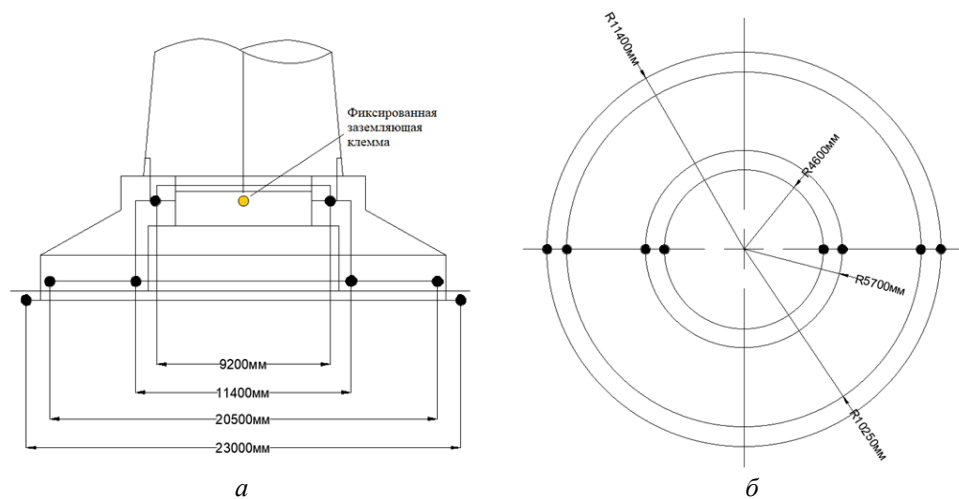 Фиксированная
заземляющая
клемма
9200мм
11400мм
20500мм
23000мм
а
R11400мм
R4600мм
R5700мм
R10250мм
б